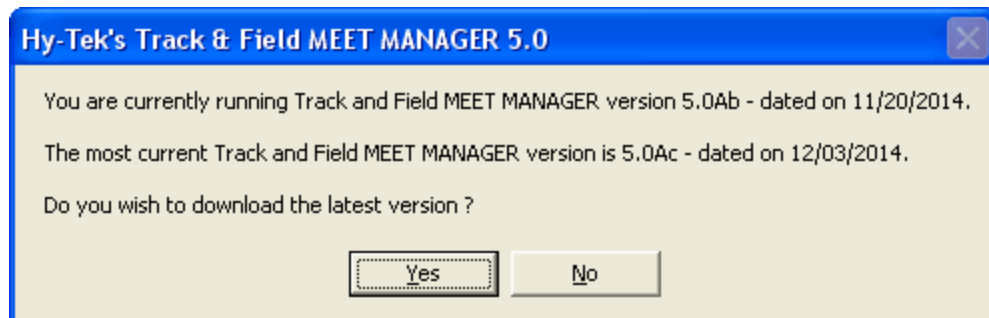 Hy-Tek's Track & Field MEET MANAGER 5.0
You are currently running Track and Field MEET MANAGER version 5.0Ab - dated on 11/20/2014.
The most current Track and Field MEET MANAGER version is 5.0Ac - dated on 12/03/2014.
Do you wish to download the latest version ?
Yes No